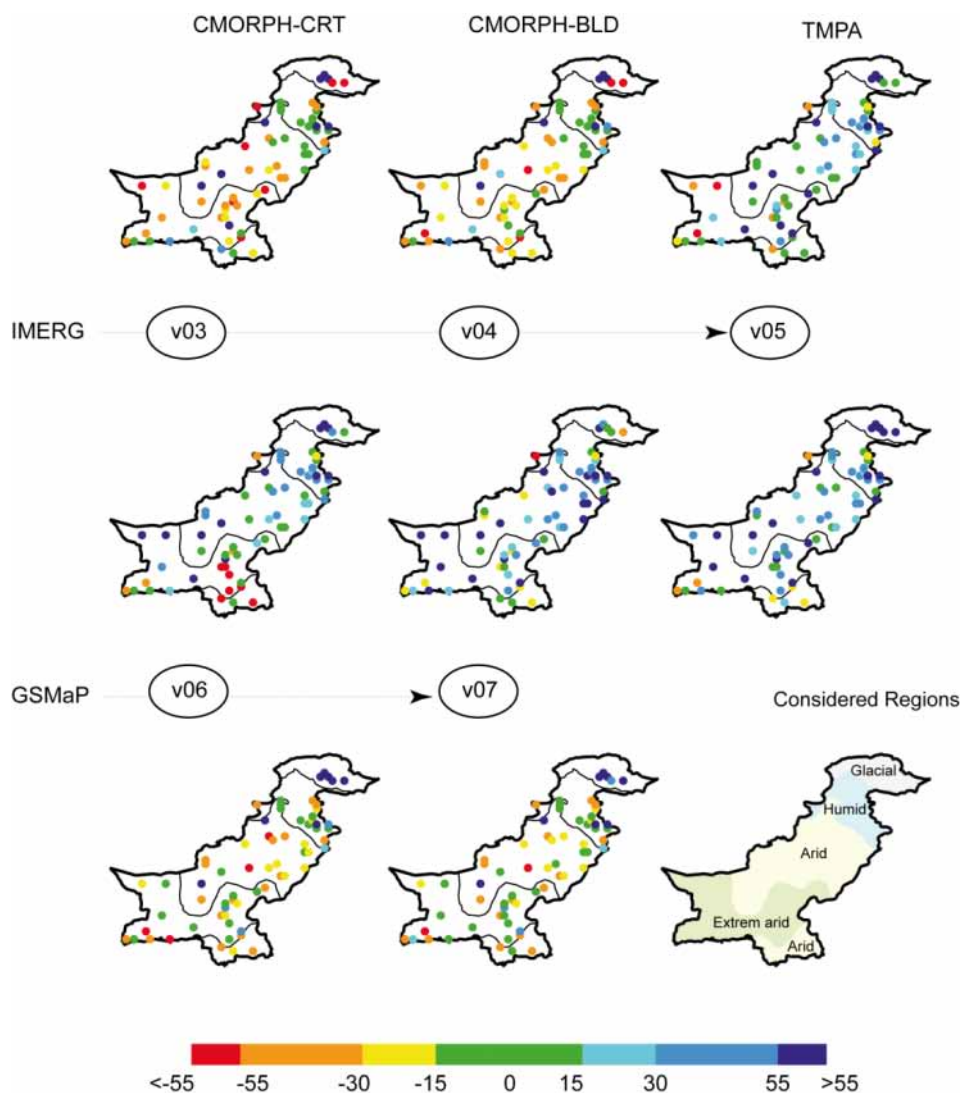 CMORPH-CRT CMORPH-BLD TMPA
IMERG v03 v04 v05
GSMaP v06 v07
Considered Regions
Glacial
Humid
Arid
Extrem arid
Arid
<-55 -55 -30 -15 0 15 30 55 >55